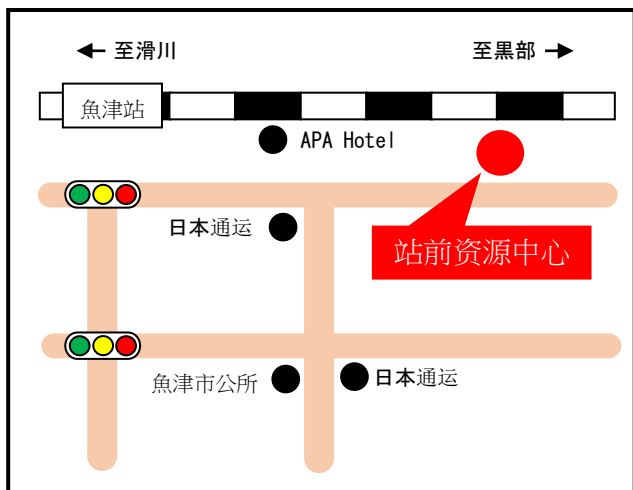 ← 至滑川
至黒部 →
魚津站
APA Hotel
日本通运
站前资源中心
魚津市公所
日本通运